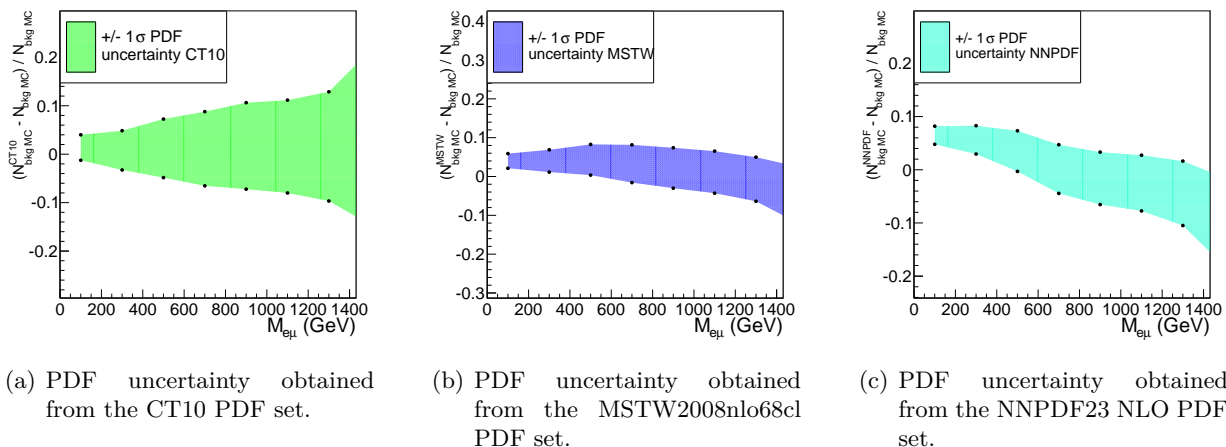 (N^CT10_bkg MC - N_bkg MC) / N_bkg MC
+/- 1σ PDF
uncertainty CT10
0.2
0.1
0
-0.1
-0.2
0 200 400 600 800 1000 1200 1400
M_eμ (GeV)
(a) PDF uncertainty obtained
from the CT10 PDF set.
(N^MSTW_bkg MC - N_bkg MC) / N_bkg MC
+/- 1σ PDF
uncertainty MSTW
0.4
0.3
0.2
0.1
0
-0.1
-0.2
-0.3
0 200 400 600 800 1000 1200 1400
M_eμ (GeV)
(b) PDF uncertainty obtained
from the MSTW2008nlo68cl
PDF set.
(N^NNPDF_bkg MC - N_bkg MC) / N_bkg MC
+/- 1σ PDF
uncertainty NNPDF
0.2
0.1
0
-0.1
-0.2
0 200 400 600 800 1000 1200 1400
M_eμ (GeV)
(c) PDF uncertainty obtained
from the NNPDF23 NLO PDF
set.